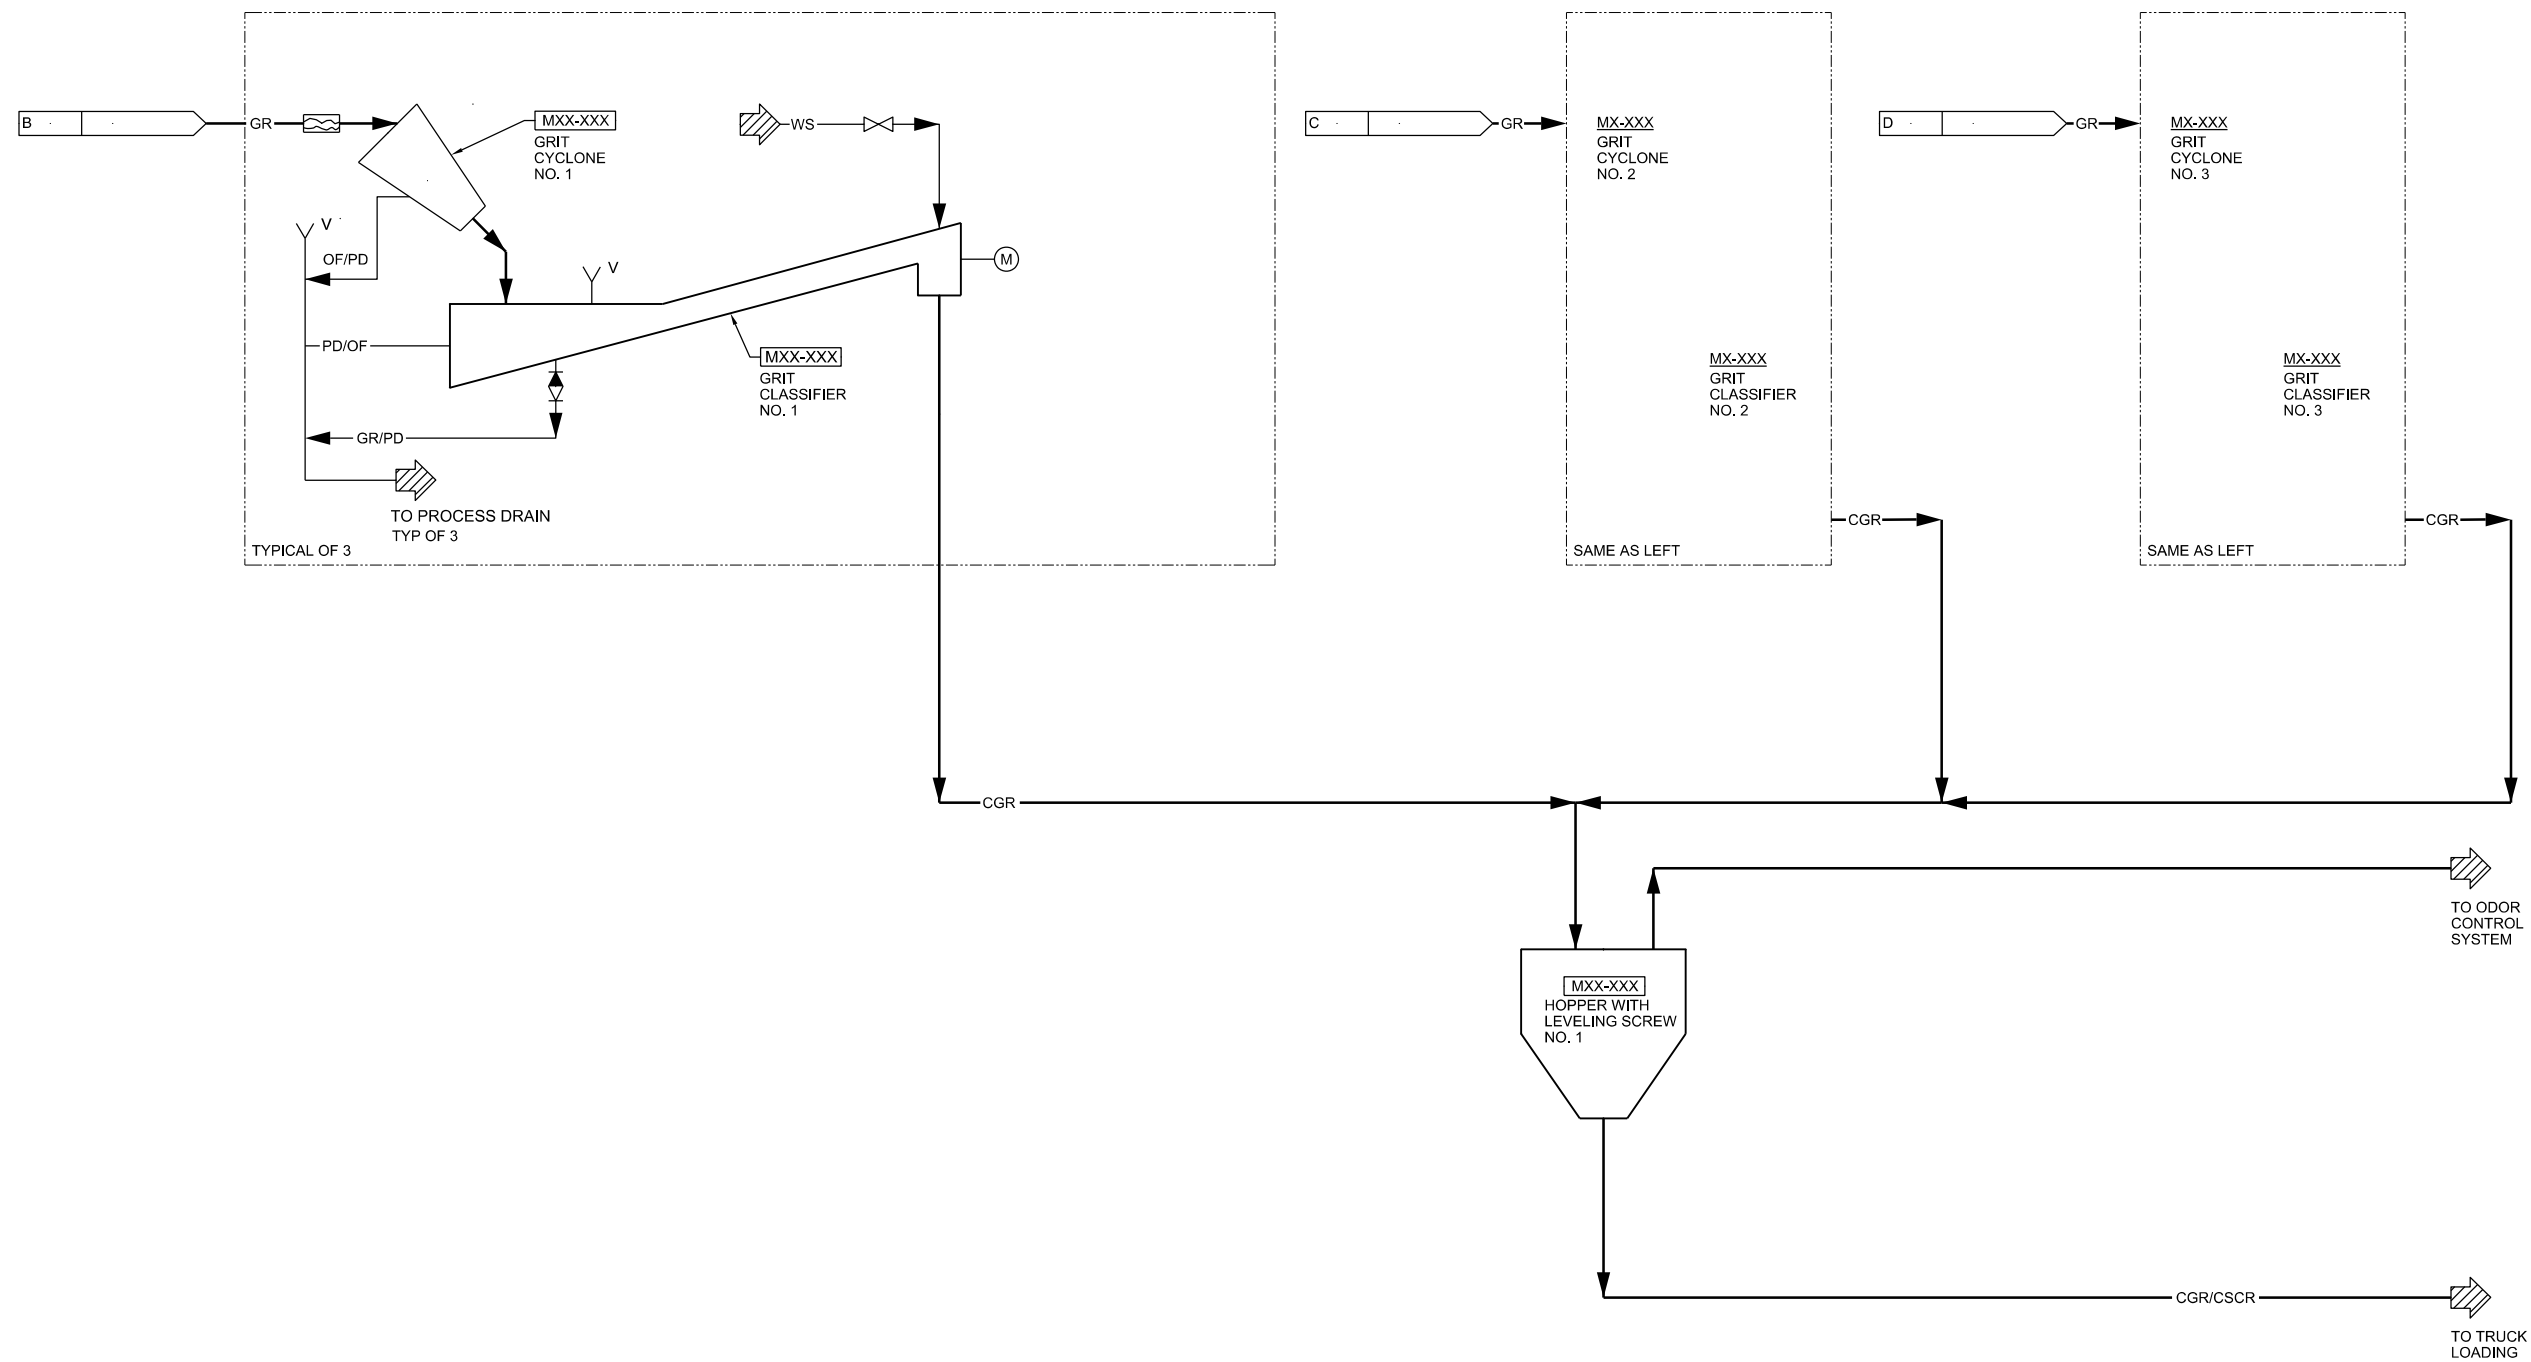 B
GR
MXX-XXX
GRIT
CYCLONE
NO. 1
WS
V
OF/PD
V
M
PD/OF
MXX-XXX
GRIT
CLASSIFIER
NO. 1
GR/PD
TO PROCESS DRAIN
TYP OF 3
TYPICAL OF 3
C
GR
MX-XXX
GRIT
CYCLONE
NO. 2
MX-XXX
GRIT
CLASSIFIER
NO. 2
CGR
SAME AS LEFT
D
GR
MX-XXX
GRIT
CYCLONE
NO. 3
MX-XXX
GRIT
CLASSIFIER
NO. 3
CGR
SAME AS LEFT
CGR
TO ODOR
CONTROL
SYSTEM
MXX-XXX
HOPPER WITH
LEVELING SCREW
NO. 1
CGR/CSCR
TO TRUCK
LOADING